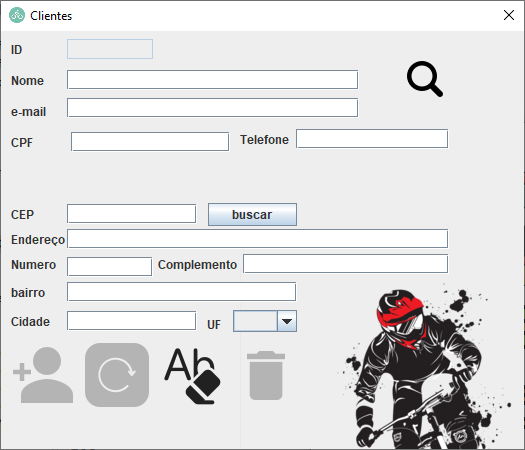 Clientes
ID
Nome
e-mail
CPF
Telefone
CEP
buscar
Endereço
Numero
Complemento
bairro
Cidade
UF
Ab